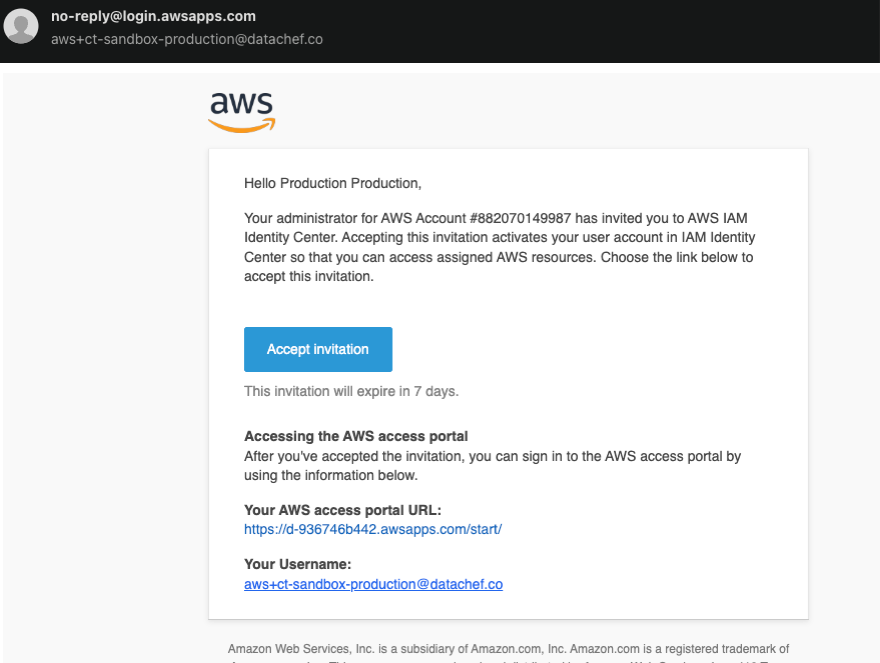 no-reply@login.awsapps.com
aws+ct-sandbox-production@datachef.co
aws
Hello Production Production,
Your administrator for AWS Account #882070149987 has invited you to AWS IAM
Identity Center. Accepting this invitation activates your user account in IAM Identity
Center so that you can access assigned AWS resources. Choose the link below to
accept this invitation.
Accept invitation
This invitation will expire in 7 days.
Accessing the AWS access portal
After you've accepted the invitation, you can sign in to the AWS access portal by
using the information below.
Your AWS access portal URL:
https://d-936746b442.awsapps.com/start/
Your Username:
aws+ct-sandbox-production@datachef.co
Amazon Web Services, Inc. is a subsidiary of Amazon.com, Inc. Amazon.com is a registered trademark of